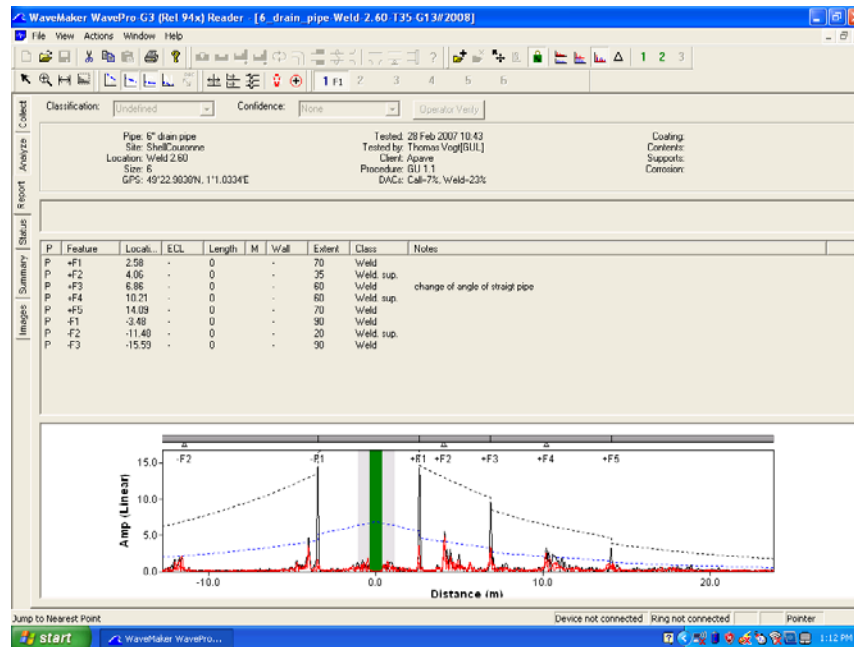 WaveMaker WavePro-G3 (Rel 94x) Reader - [6_drain_pipe-Weld-2.60-T35-G13#2008]
File View Actions Window Help
1 2 3
1 F1 2 3 4 5 6
Collect
Analyze
Report
Status
Summary
Images
Classification: Undefined Confidence: None Operator Verify
Pipe: 6" drain pipe Tested: 28 Feb 2007 10:43 Coating:
Site: ShellCouronne Tested by: Thomas Vogt[GUL] Contents:
Location: Weld 2.60 Client: Apave Supports:
Size: 6 Procedure: GU 1.1 Corrosion:
GPS: 49°22.9030'N, 1°1.0334'E DACs: Call=7%, Weld=23%
P Feature Locati... ECL Length M Wall Extent Class Notes
P +F1 2.58 - 0 - 70 Weld
P +F2 4.06 - 0 - 35 Weld. sup.
P +F3 6.86 - 0 - 60 Weld change of angle of straigt pipe
P +F4 10.21 - 0 - 60 Weld. sup.
P +F5 14.09 - 0 - 70 Weld
P -F1 -3.48 - 0 - 90 Weld
P -F2 -11.40 - 0 - 20 Weld. sup.
P -F3 -15.59 - 0 - 90 Weld
-F2 -F1 +F1 +F2 +F3 +F4 +F5
15.0
10.0
5.0
0.0
Amp (Linear)
-10.0 0.0 10.0 20.0
Distance (m)
Jump to Nearest Point Device not connected Ring not connected Pointer
start WaveMaker WavePro... 1:12 PM